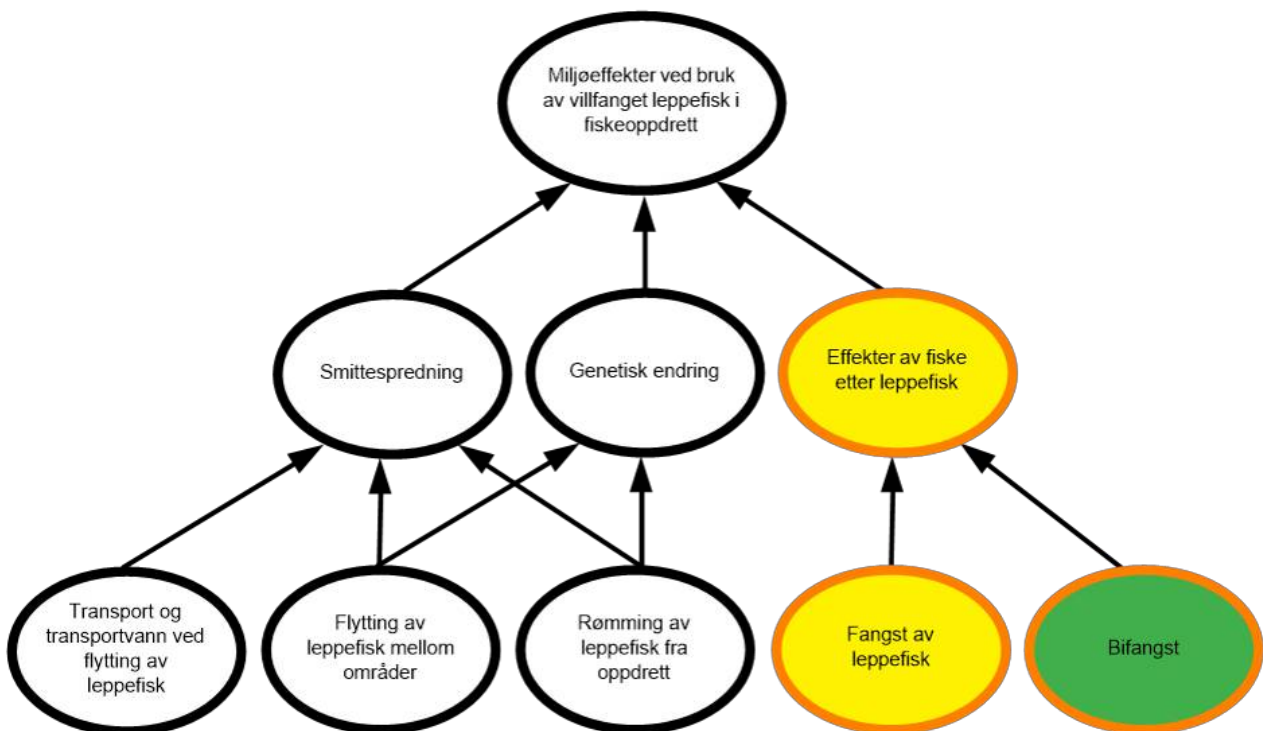 Miljøeffekter ved bruk
av villfanget leppefisk i
fiskeoppdrett
Smittespredning
Genetisk endring
Effekter av fiske
etter leppefisk
Transport og
transportvann ved
flytting av
leppefisk
Flytting av
leppefisk mellom
områder
Rømming av
leppefisk fra
oppdrett
Fangst av
leppefisk
Bifangst